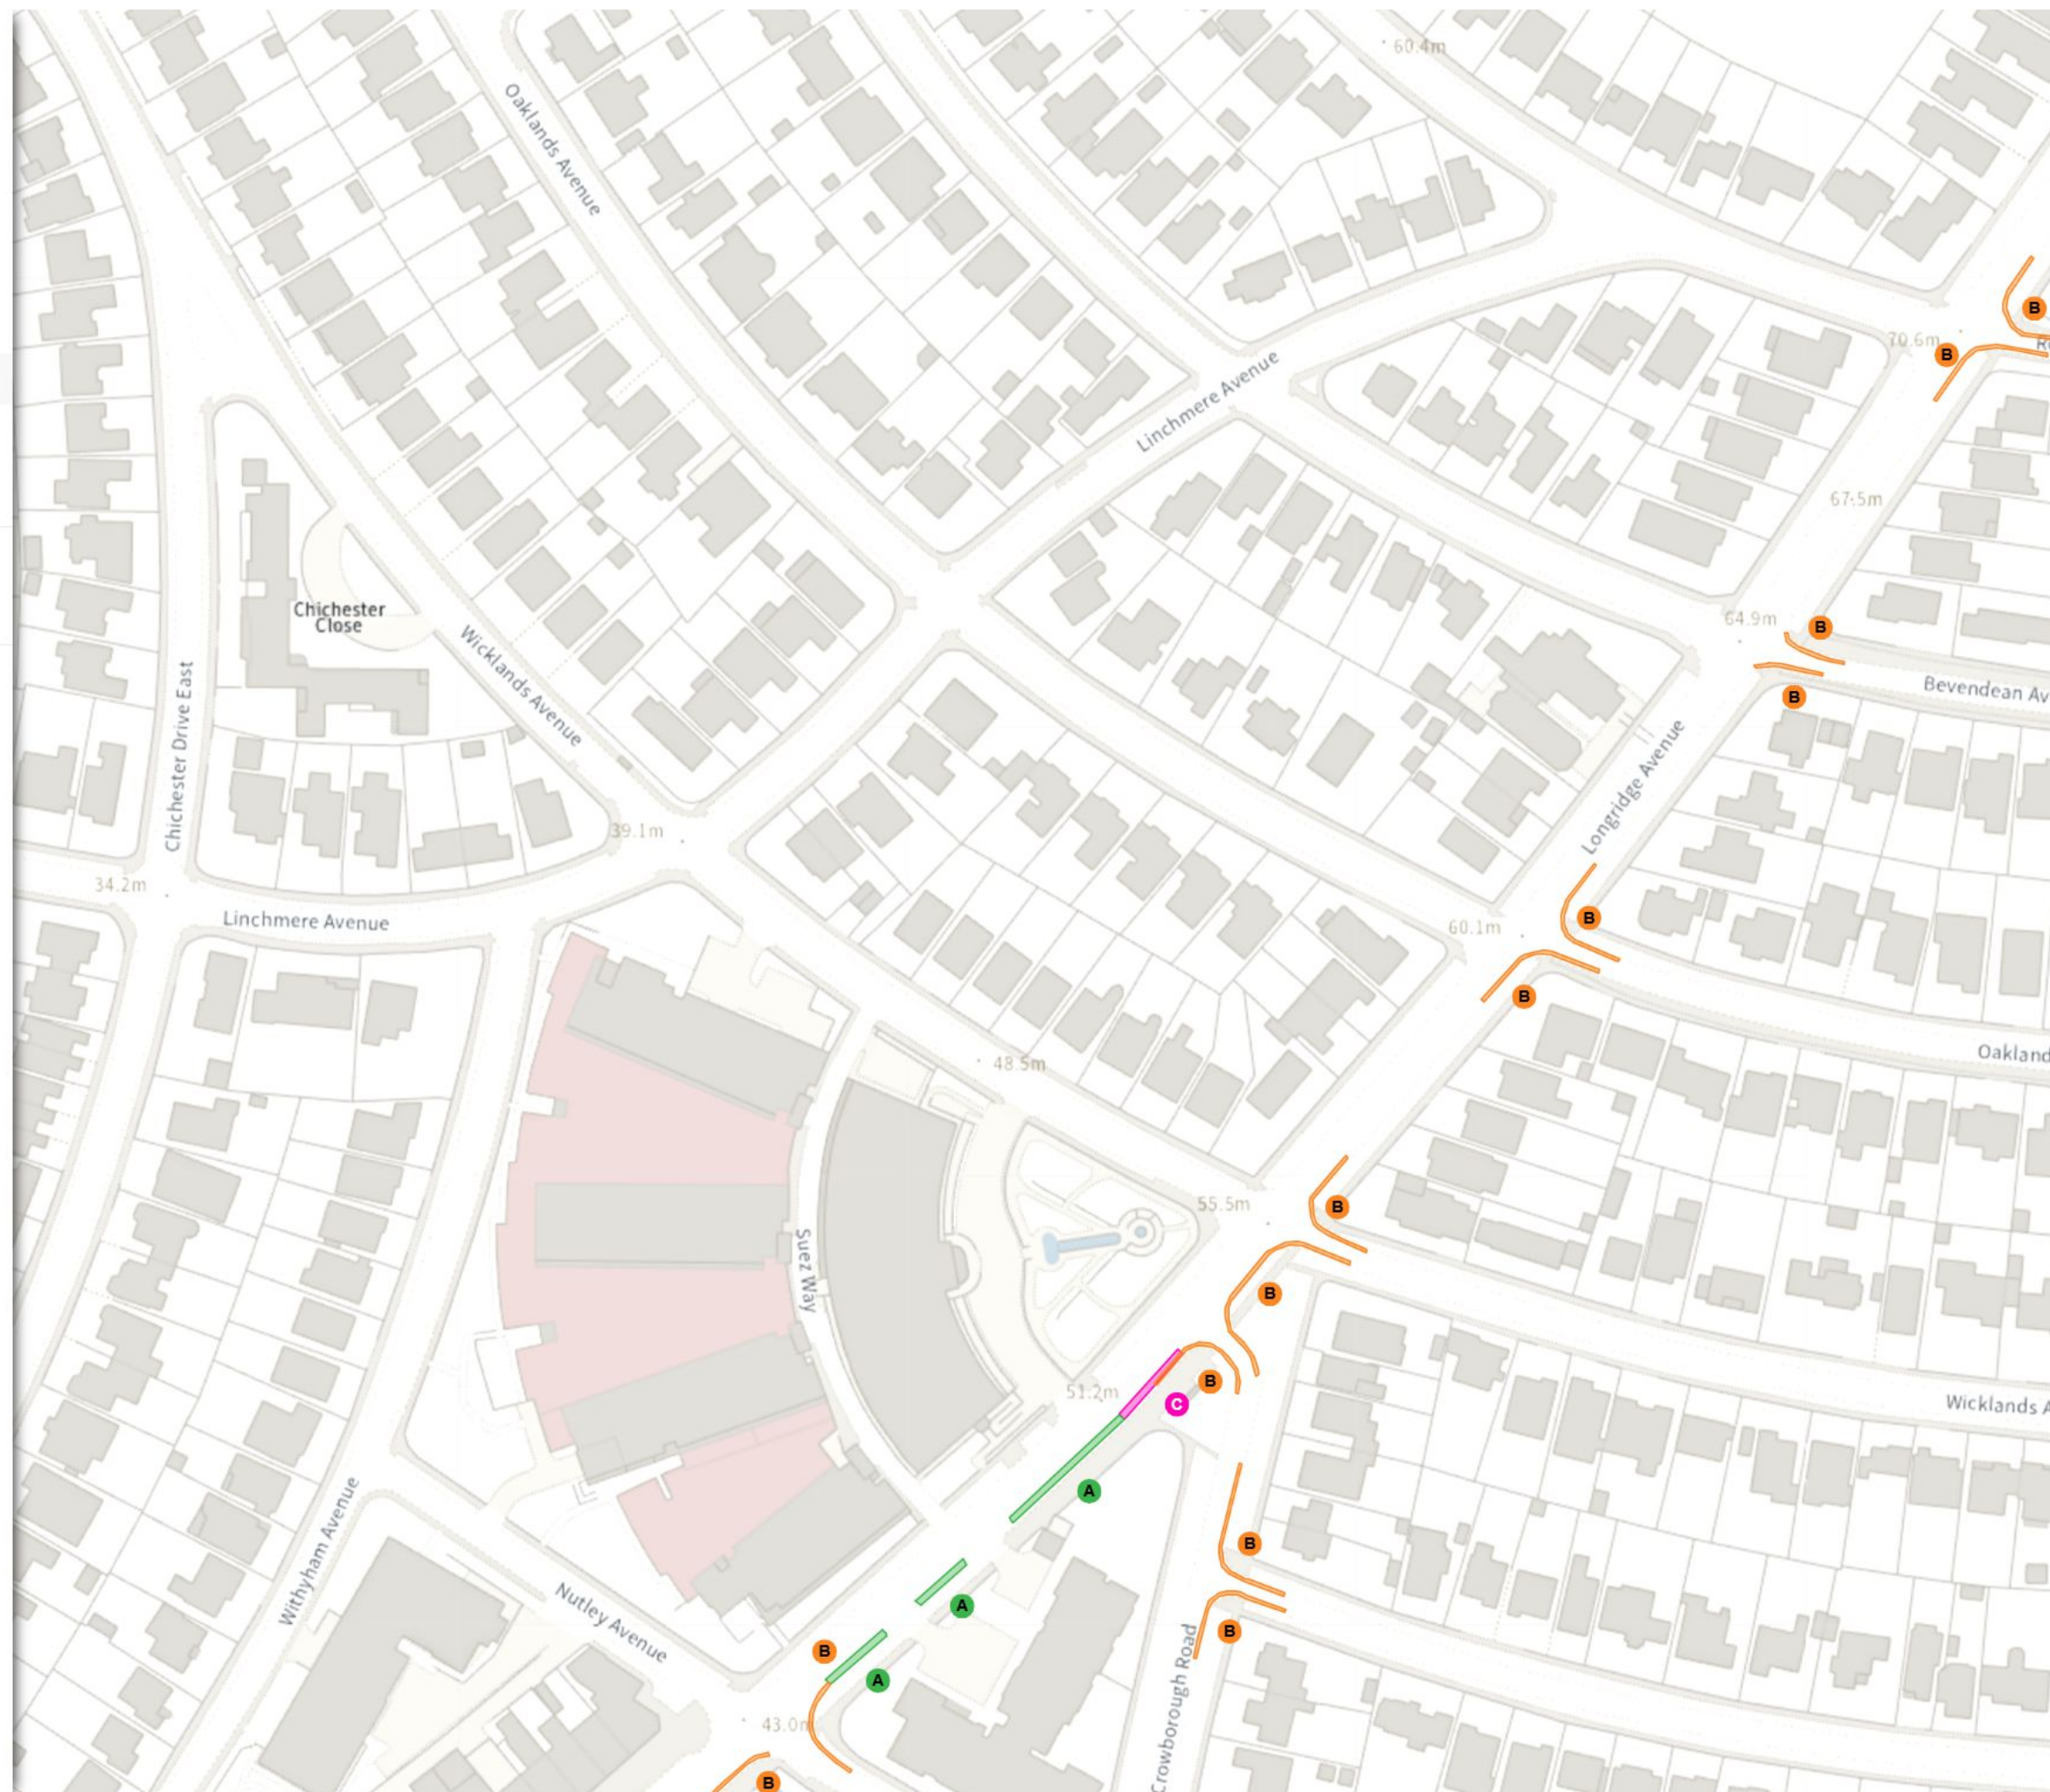 60.4m
Oaklands Avenue
B
70.6m
B
Linchmere Avenue
67.5m
Chichester
Close
64.9m
B
Bevendean Av
B
Wicklands Avenue
Chichester Drive East
Longridge Avenue
39.1m
34.2m
Linchmere Avenue
B
60.1m
B
Oakland
48.5m
55.5m
B
Suez Way
B
51.2m
B
C
Wicklands A
A
B
Withyham Avenue
Nutley Avenue
A
B
Crowborough Road
B
A
43.0m
B